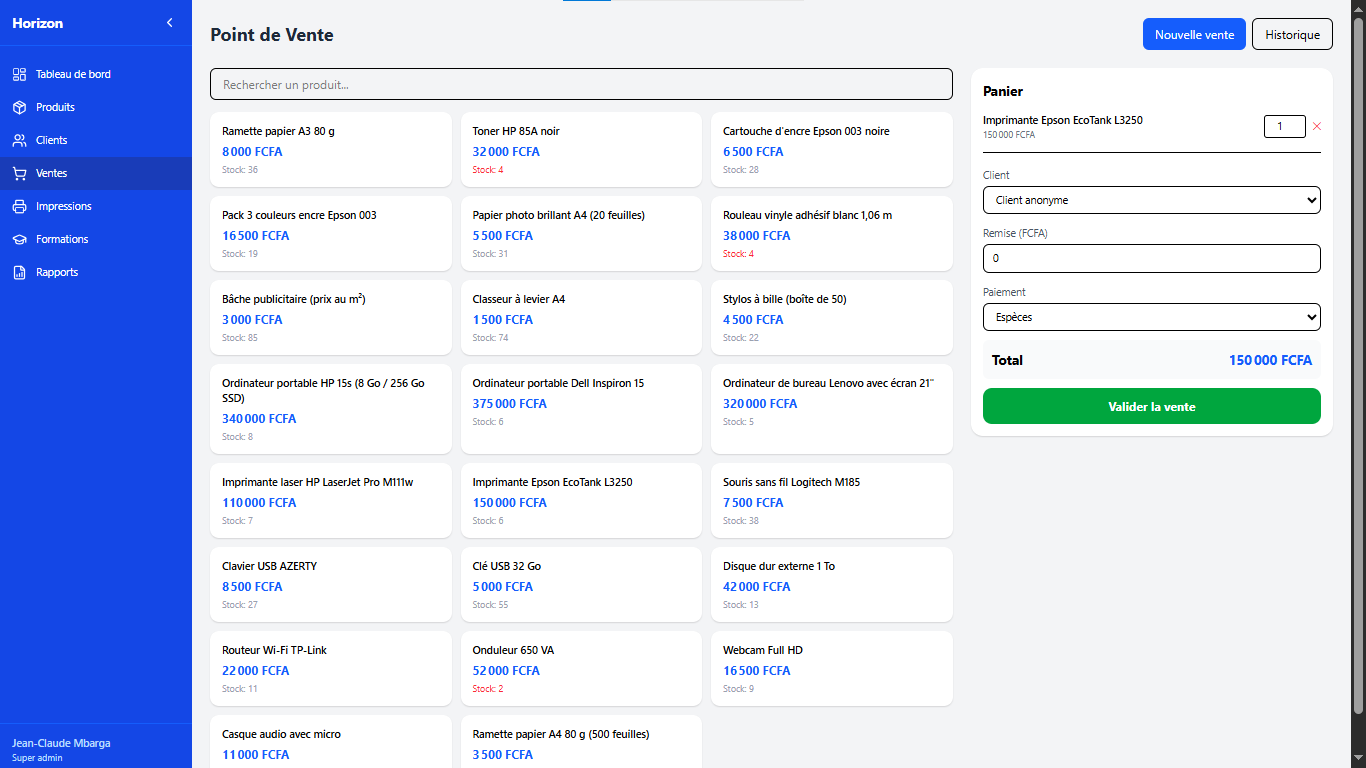 Horizon
Tableau de bord
Produits
Clients
Ventes
Impressions
Formations
Rapports
Jean-Claude Mbarga
Super admin
Point de Vente
Nouvelle vente
Historique
Rechercher un produit...
Ramette papier A3 80 g
8 000 FCFA
Stock: 36
Toner HP 85A noir
32 000 FCFA
Stock: 4
Cartouche d'encre Epson 003 noire
6 500 FCFA
Stock: 28
Pack 3 couleurs encre Epson 003
16 500 FCFA
Stock: 19
Papier photo brillant A4 (20 feuilles)
5 500 FCFA
Stock: 31
Rouleau vinyle adhésif blanc 1,06 m
38 000 FCFA
Stock: 4
Bâche publicitaire (prix au m²)
3 000 FCFA
Stock: 85
Classeur à levier A4
1 500 FCFA
Stock: 74
Stylos à bille (boîte de 50)
4 500 FCFA
Stock: 22
Ordinateur portable HP 15s (8 Go / 256 Go
SSD)
340 000 FCFA
Stock: 8
Ordinateur portable Dell Inspiron 15
375 000 FCFA
Stock: 6
Ordinateur de bureau Lenovo avec écran 21"
320 000 FCFA
Stock: 5
Imprimante laser HP LaserJet Pro M111w
110 000 FCFA
Stock: 7
Imprimante Epson EcoTank L3250
150 000 FCFA
Stock: 6
Souris sans fil Logitech M185
7 500 FCFA
Stock: 38
Clavier USB AZERTY
8 500 FCFA
Stock: 27
Clé USB 32 Go
5 000 FCFA
Stock: 55
Disque dur externe 1 To
42 000 FCFA
Stock: 13
Routeur Wi-Fi TP-Link
22 000 FCFA
Stock: 11
Onduleur 650 VA
52 000 FCFA
Stock: 2
Webcam Full HD
16 500 FCFA
Stock: 9
Casque audio avec micro
11 000 FCFA
Ramette papier A4 80 g (500 feuilles)
3 500 FCFA
Panier
Imprimante Epson EcoTank L3250
150 000 FCFA
1
Client
Client anonyme
Remise (FCFA)
0
Paiement
Espèces
Total
150 000 FCFA
Valider la vente